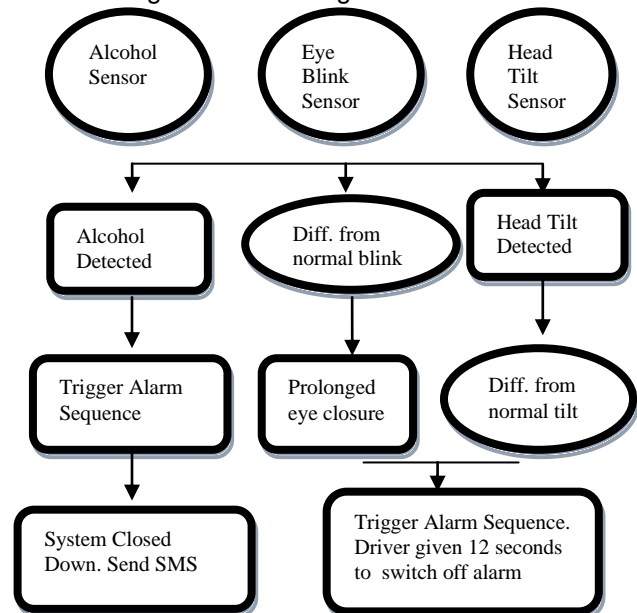 Alcohol
Sensor
Eye
Blink
Sensor
Head
Tilt
Sensor
Alcohol
Detected
Diff. from
normal blink
Head Tilt
Detected
Trigger Alarm
Sequence
Prolonged
eye closure
Diff. from
normal tilt
System Closed
Down. Send SMS
Trigger Alarm Sequence.
Driver given 12 seconds
to switch off alarm